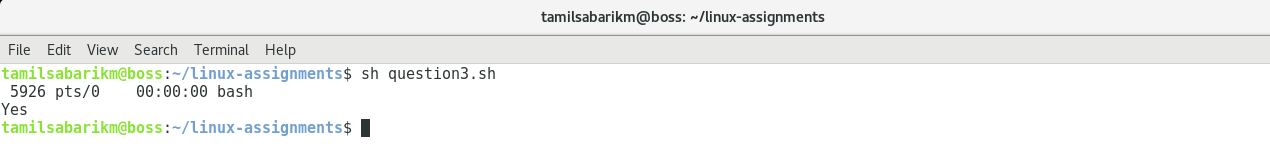 tamilsabarikm@boss: ~/linux-assignments
File Edit View Search Terminal Help
tamilsabarikm@boss:~/linux-assignments$ sh question3.sh
 5926 pts/0    00:00:00 bash
Yes
tamilsabarikm@boss:~/linux-assignments$